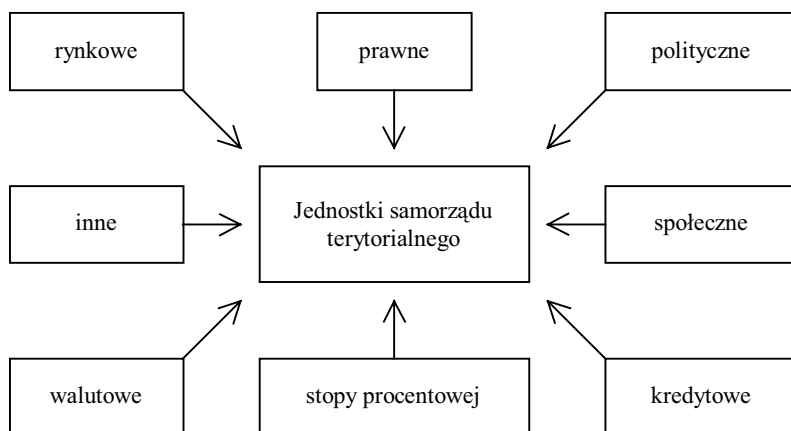 rynkowe
prawne
polityczne
inne
Jednostki samorządu
terytorialnego
społeczne
walutowe
stopy procentowej
kredytowe